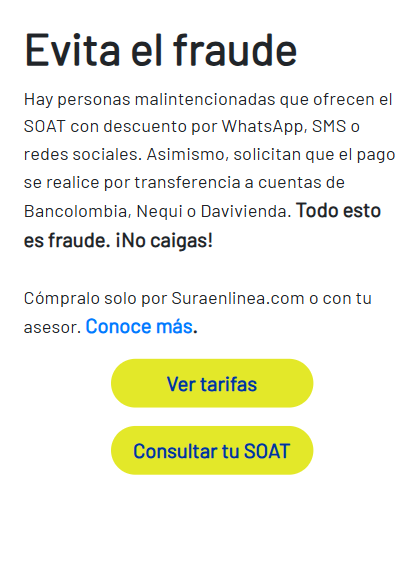 Evita el fraude
Hay personas malintencionadas que ofrecen el
SOAT con descuento por WhatsApp, SMS o
redes sociales. Asimismo, solicitan que el pago
se realice por transferencia a cuentas de
Bancolombia, Nequi o Davivienda. Todo esto
es fraude. ¡No caigas!
Cómpralo solo por Suraenlinea.com o con tu
asesor. Conoce más.
Ver tarifas
Consultar tu SOAT